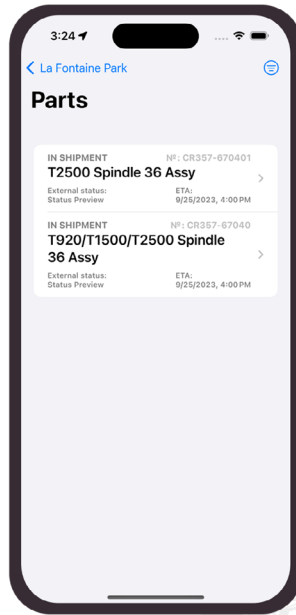 3:24
La Fontaine Park
Parts
IN SHIPMENT Nº: CR357-670401
T2500 Spindle 36 Assy
External status: ETA:
Status Preview 9/25/2023, 4:00 PM
IN SHIPMENT Nº: CR357-67040
T920/T1500/T2500 Spindle
36 Assy
External status: ETA:
Status Preview 9/25/2023, 4:00 PM